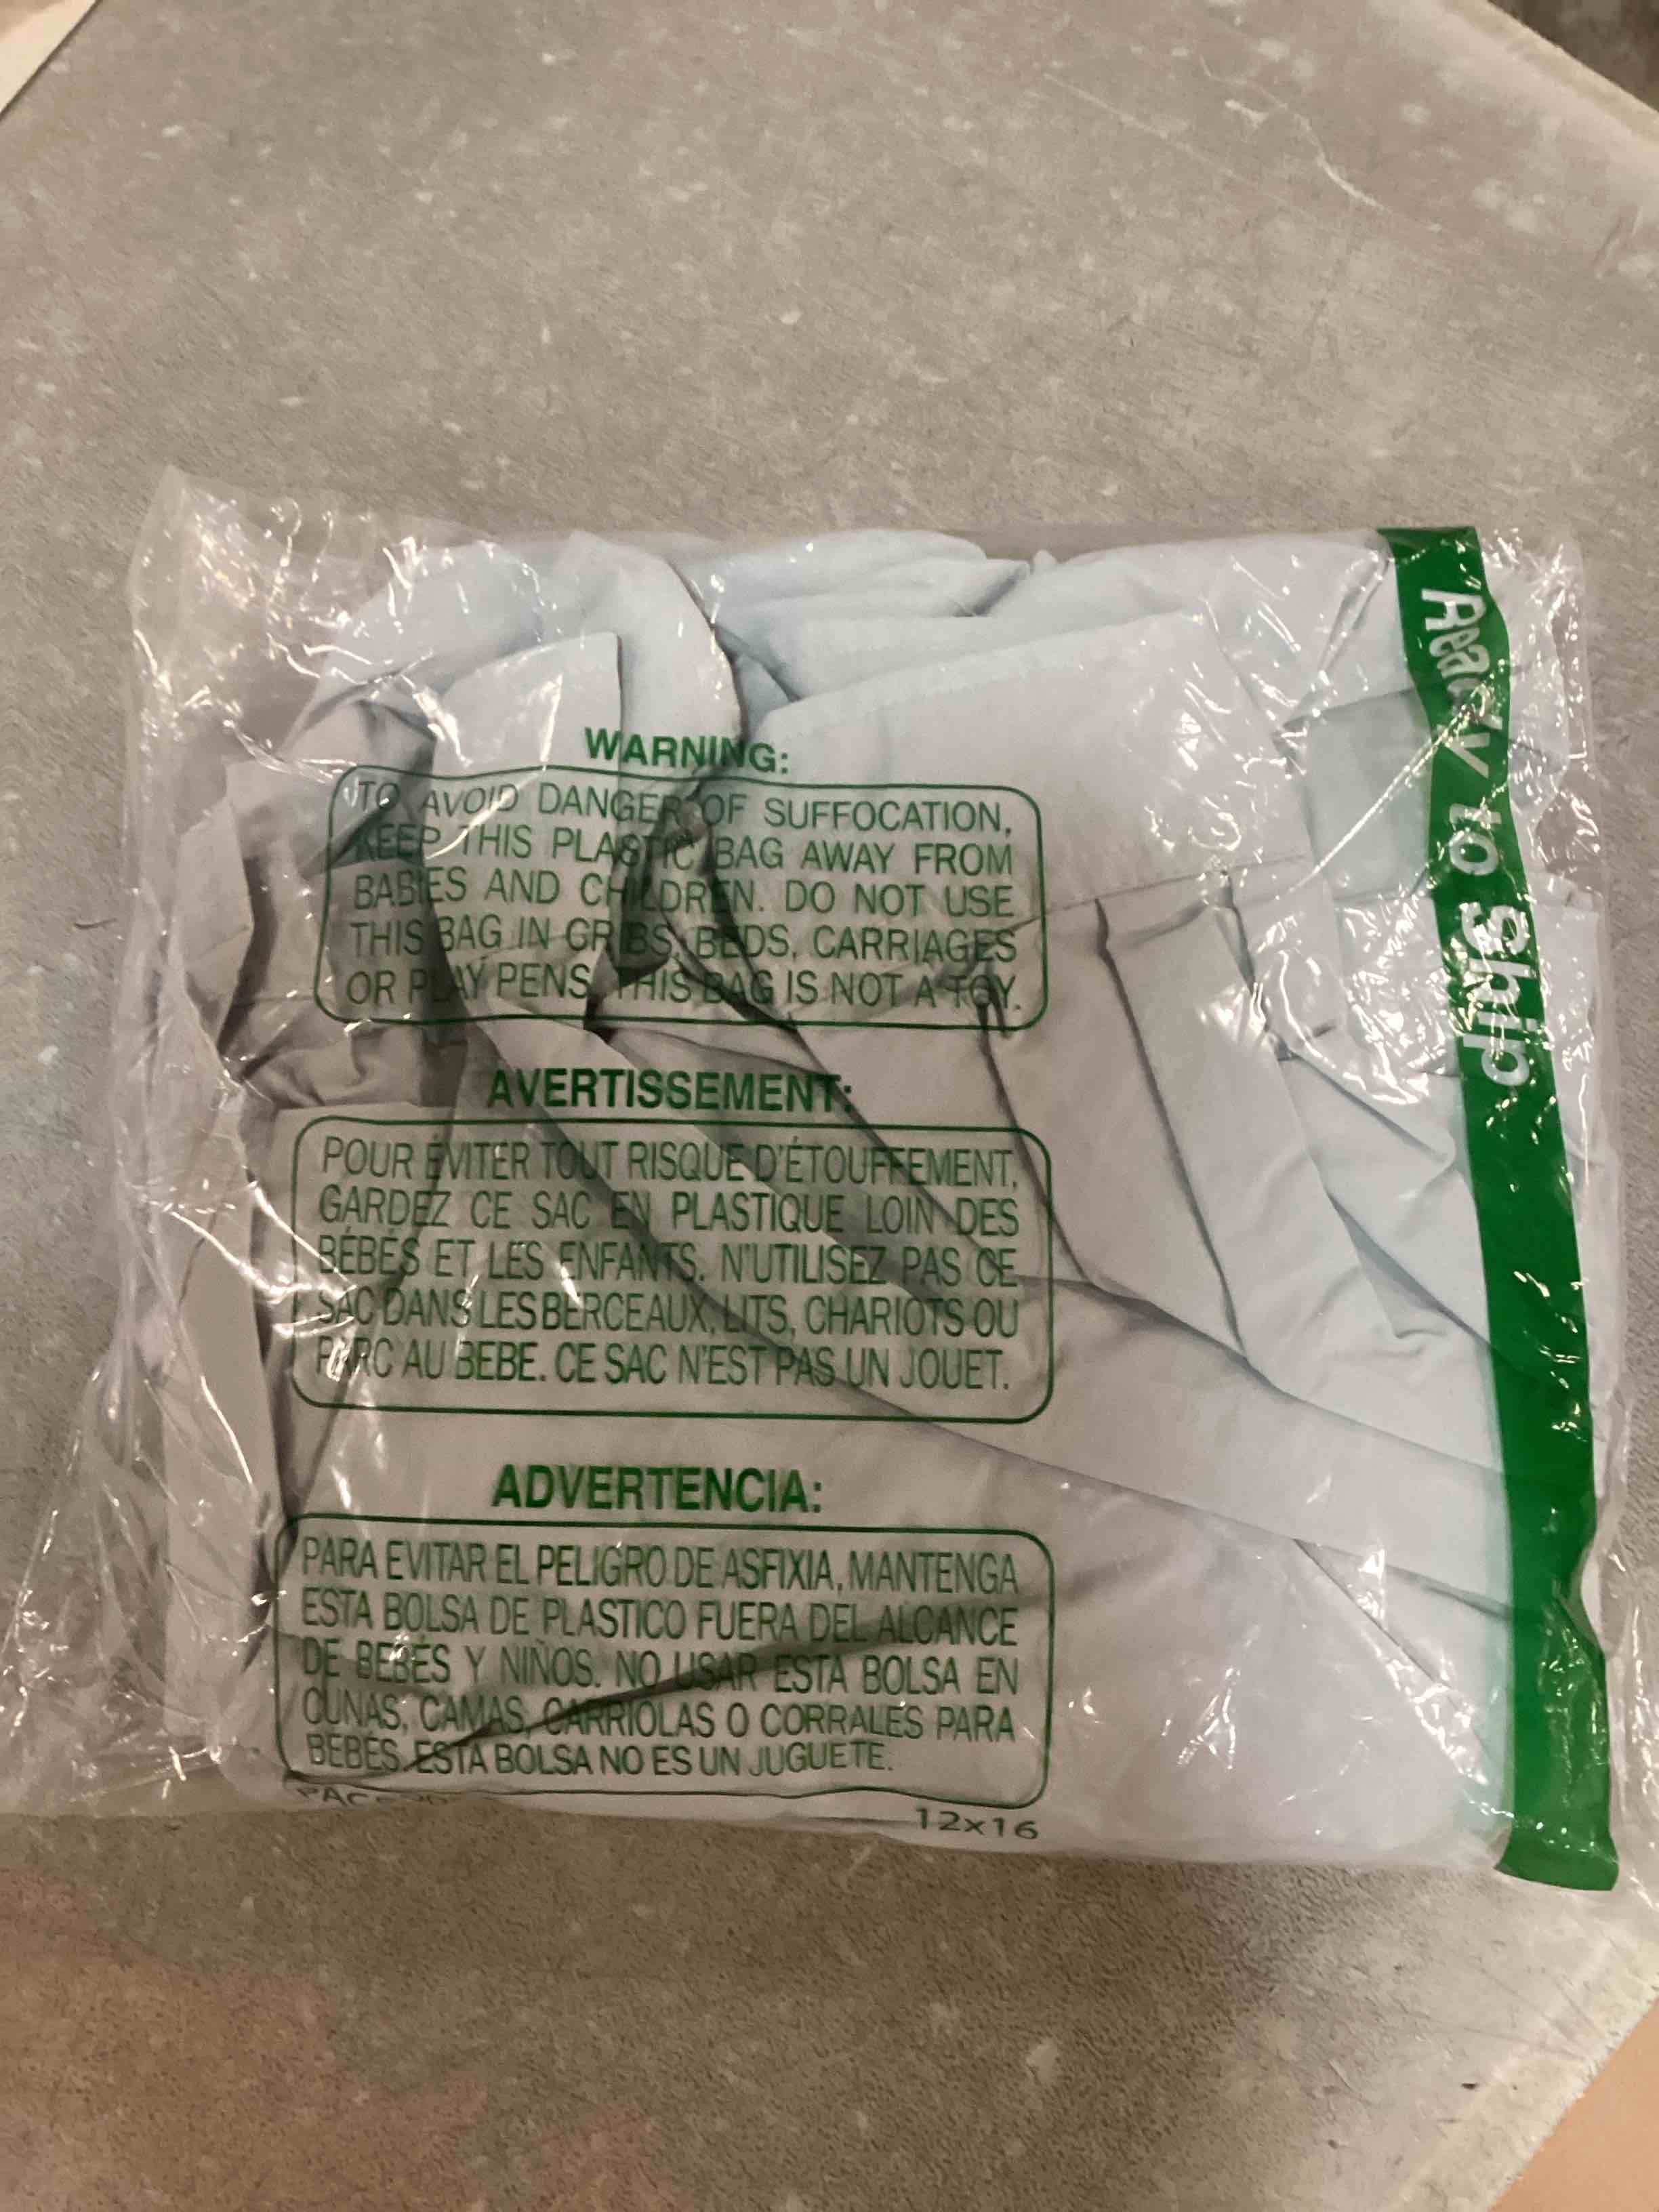 WARNING:
TO AVOID DANGER OF SUFFOCATION,
KEEP THIS PLASTIC BAG AWAY FROM
BABIES AND CHILDREN. DO NOT USE
THIS BAG IN CRIBS, BEDS, CARRIAGES
OR PLAY PENS. THIS BAG IS NOT A TOY.
AVERTISSEMENT:
POUR ÉVITER TOUT RISQUE D'ÉTOUFFEMENT,
GARDEZ CE SAC EN PLASTIQUE LOIN DES
BÉBÉS ET LES ENFANTS. N'UTILISEZ PAS CE
SAC DANS LES BERCEAUX, LITS, CHARIOTS OU
PARC AU BEBE. CE SAC N'EST PAS UN JOUET.
ADVERTENCIA:
PARA EVITAR EL PELIGRO DE ASFIXIA, MANTENGA
ESTA BOLSA DE PLASTICO FUERA DEL ALCANCE
DE BEBÉS Y NIÑOS. NO USAR ESTA BOLSA EN
CUNAS, CAMAS, CARRIOLAS O CORRALES PARA
BEBÉS. ESTA BOLSA NO ES UN JUGUETE.
12x16
Ready to Ship